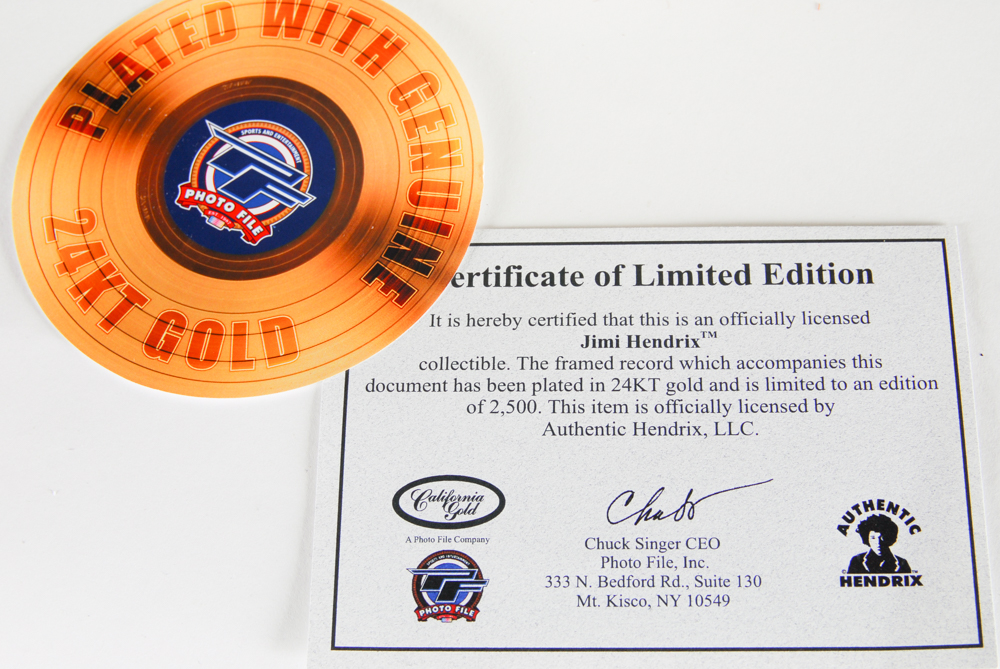 PLATED WITH GENUINE
24KT GOLD
SPORTS AND ENTERTAINMENT
PHOTO FILE
ertificate of Limited Edition
It is hereby certified that this is an officially licensed
Jimi Hendrix™
collectible. The framed record which accompanies this
document has been plated in 24KT gold and is limited to an edition
of 2,500. This item is officially licensed by
Authentic Hendrix, LLC.
California
Gold
A Photo File Company
SPORTS AND ENTERTAINMENT
PHOTO FILE
Chuck Singer CEO
Photo File, Inc.
333 N. Bedford Rd., Suite 130
Mt. Kisco, NY 10549
AUTHENTIC
HENDRIX